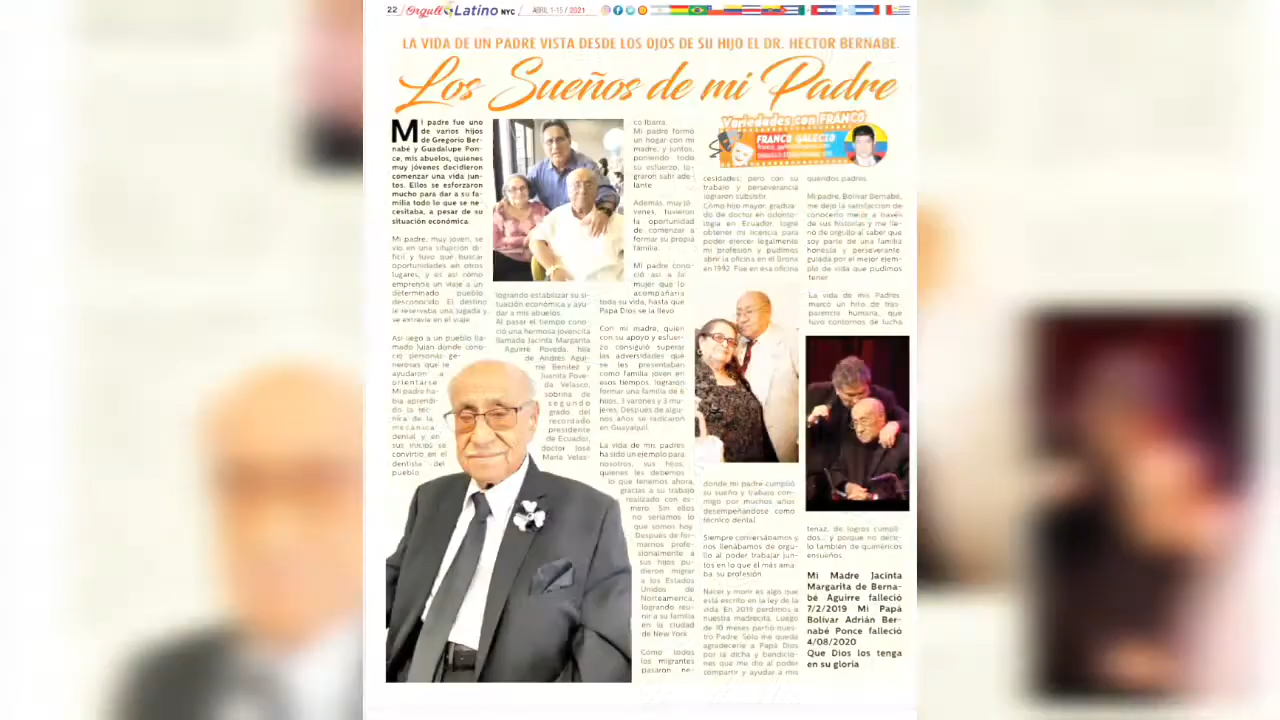 22
Orgullo Latino NYC
ABRIL 1-15 / 2021
LA VIDA DE UN PADRE VISTA DESDE LOS OJOS DE SU HIJO EL DR. HECTOR BERNABE.
Los Sueños de mi Padre
Variedades con FRANCO
FRANCO GALECIO
Mi padre fue uno
de varios hijos
de Gregorio Ber-
nabé y Guadalupe Pon-
ce, mis abuelos, quienes
muy jóvenes decidieron
comenzar una vida jun-
tos. Ellos se esforzaron
mucho para dar a su fa-
milia todo lo que se ne-
cesitaba, a pesar de su
situación económica.
Mi padre, muy joven, se
vio en una situación di-
fícil y tuvo que buscar
oportunidades en otros
lugares, y es así cómo
emprende un viaje a un
determinado pueblo
desconocido. El destino
le reservaba una jugada y
se extravía en el viaje.
Así llego a un pueblo lla-
mado Juján donde cono-
ció personas ge-
nerosas que le
ayudaron a
orientarse.
Mi padre ha-
bía aprendi-
do la téc-
nica de la
mecánica
dental y en
sus inicios se
convirtió en el
dentista del
pueblo
logrando establizar su si-
tuación económica y ayu-
dar a mis abuelos.
Al pasar el tiempo cono-
ció una hermosa jovencita
llamada Jacinta Margarita
Aguirre Poveda, hija
de Andrés Agui-
rre Benítez y
Juanita Pove-
da Velasco,
sobrina de
segundo
grado del
recordado
presidente
de Ecuador,
doctor José
María Velas-
co Ibarra.
Mi padre formó
un hogar con mi
madre, y juntos,
poniendo todo
su esfuerzo, lo-
graron salir ade-
lante.
Además, muy jó-
venes, tuvieron
la oportunidad
de comenzar a
formar su propia
familia.
Mi padre cono-
ció así a la
mujer que lo
acompañaría
toda su vida, hasta que
Papá Dios se la llevó.
Con mi madre, quien
con su apoyo y esfuer-
zo consiguió superar
las adversidades que
se les presentaban
como familia joven en
esos tiempos, lograron
formar una familia de 6
hijos, 3 varones y 3 mu-
jeres. Después de algu-
nos años se radicaron
en Guayaquil.
La vida de mis padres
ha sido un ejemplo para
nosotros, sus hijos,
quienes les debemos
lo que tenemos ahora,
gracias a su trabajo
realizado con es-
mero. Sin ellos
no seríamos lo
que somos hoy.
Después de for-
marnos profe-
sionalmente a
sus hijos pu-
dieron migrar
a los Estados
Unidos de
Norteamérica,
logrando reu-
nir a su familia
en la ciudad
de New York.
Cómo todos
los migrantes
pasaron ne-
cesidades; pero con su
trabajo y perseverancia
lograron subsistir.
Cómo hijo mayor, gradua-
do de doctor en odonto-
logía en Ecuador, logré
obtener mi licencia para
poder ejercer legalmente
mi profesión y pudimos
abrir la oficina en el Bronx
en 1992. Fue en esa oficina
donde mi padre cumplió
su sueño y trabajo con-
migo por muchos años
desempeñándose como
técnico dental.
Siempre conversábamos y
nos llenábamos de orgu-
llo al poder trabajar jun-
tos en lo que él más ama-
ba: su profesión.
Nacer y morir es algo que
está escrito en la ley de la
vida. En 2019 perdimos a
nuestra madrecita. Luego
de 10 meses partió nues-
tro Padre. Sólo me queda
agradecerle a Papá Dios
por la dicha y bendicio-
nes que me dio al poder
compartir y ayudar a mis
queridos padres.
Mi padre, Bolívar Bernabé,
me dejo la satisfacción de
conocerlo mejor a través
de sus historias y me lle-
nó de orgullo al saber que
soy parte de una familia
honesta y perseverante
guiada por el mejor ejem-
plo de vida que pudimos
tener.
La vida de mis Padres
marcó un hilo de tras-
parencia humana, que
tuvo contornos de lucha
tenaz, de logros cumpli-
dos... y porque no decir-
lo también de quiméricos
ensueños.
Mi Madre Jacinta
Margarita de Berna-
bé Aguirre falleció
7/2/2019 Mi Papá
Bolívar Adrián Ber-
nabé Ponce falleció
4/08/2020
Que Dios los tenga
en su gloria